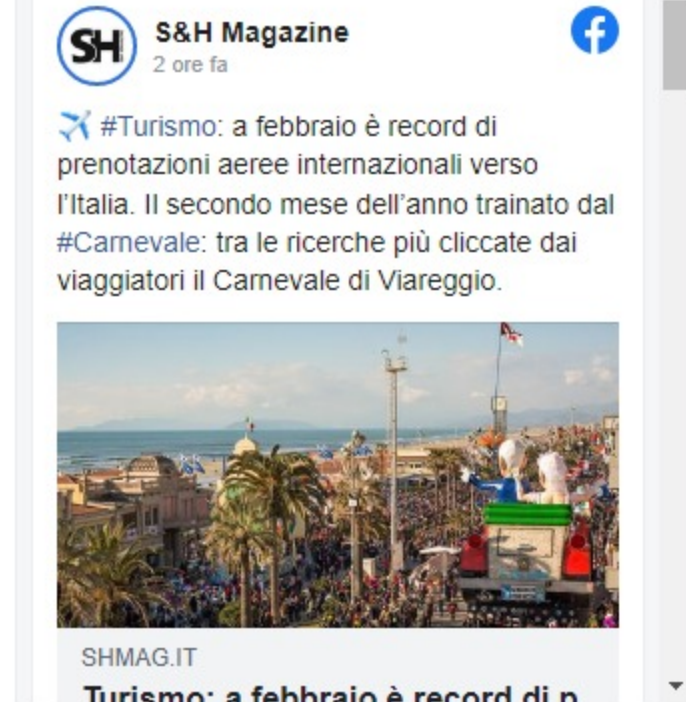 SH
S&H Magazine
2 ore fa
#Turismo: a febbraio è record di
prenotazioni aeree internazionali verso
l'Italia. Il secondo mese dell'anno trainato dal
#Carnevale: tra le ricerche più cliccate dai
viaggiatori il Carnevale di Viareggio.
SHMAG.IT
Turismo: a febbraio è record di p